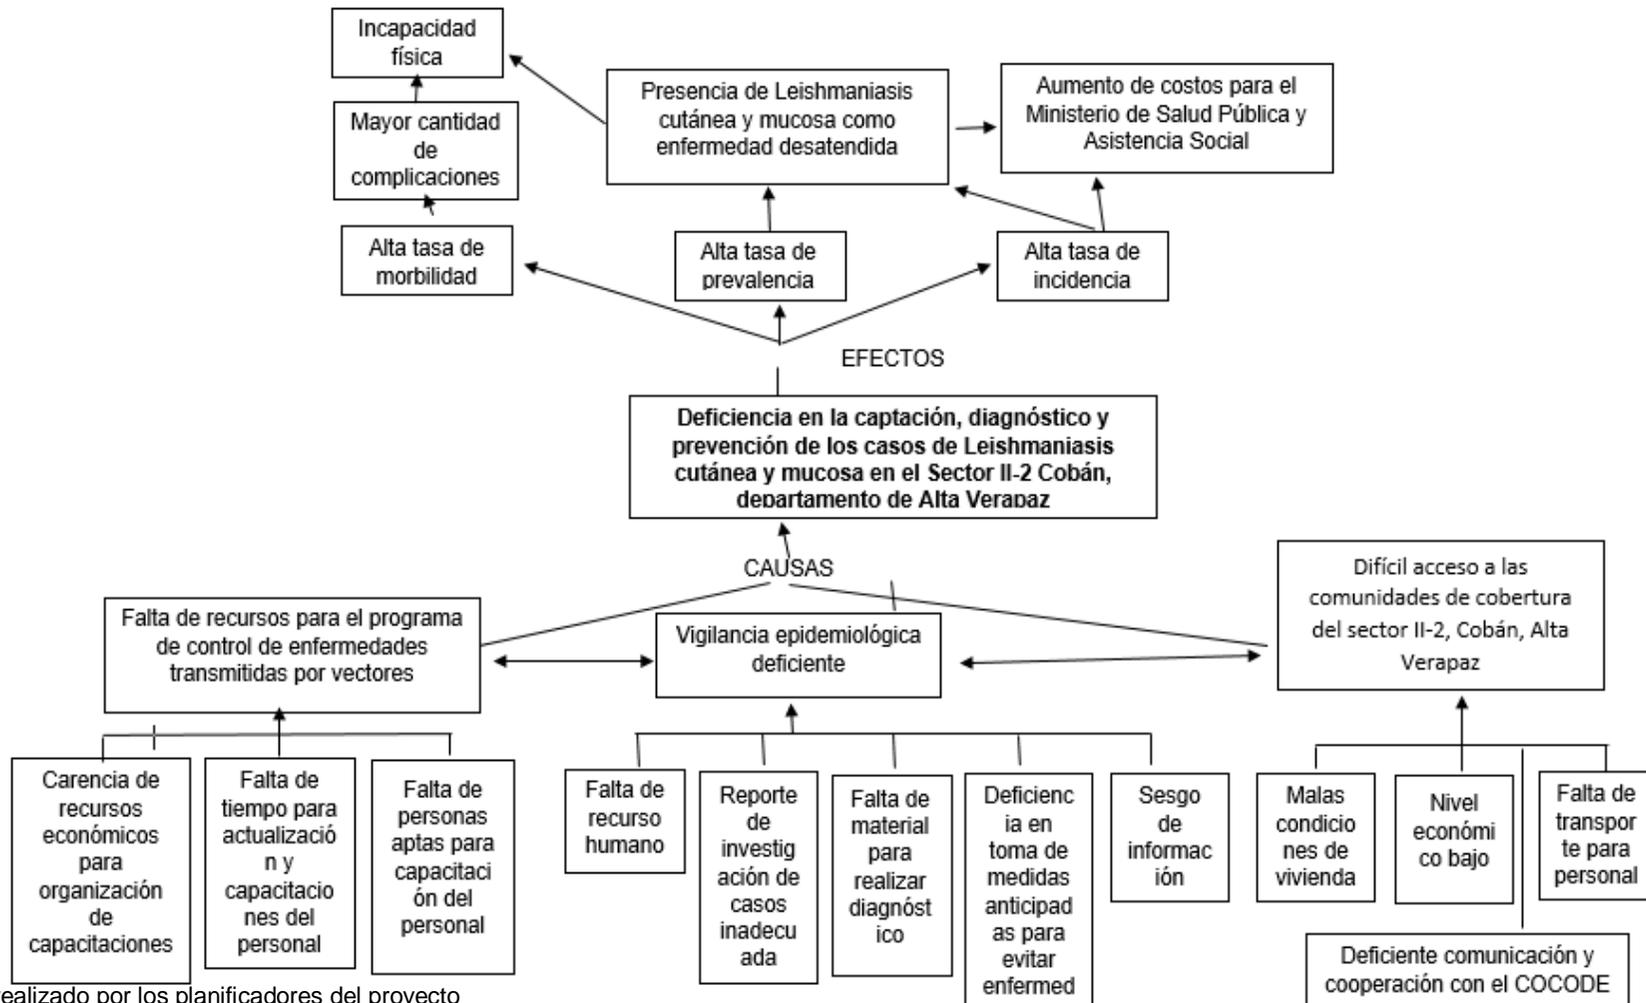 Incapacidad
física
Mayor cantidad
de
complicaciones
Presencia de Leishmaniasis
cutánea y mucosa como
enfermedad desatendida
Aumento de costos para el
Ministerio de Salud Pública y
Asistencia Social
Alta tasa de
morbilidad
Alta tasa de
prevalencia
Alta tasa de
incidencia
EFECTOS
Deficiencia en la captación, diagnóstico y
prevención de los casos de Leishmaniasis
cutánea y mucosa en el Sector II-2 Cobán,
departamento de Alta Verapaz
CAUSAS
Falta de recursos para el programa
de control de enfermedades
transmitidas por vectores
Vigilancia epidemiológica
deficiente
Difícil acceso a las
comunidades de cobertura
del sector II-2, Cobán, Alta
Verapaz
Carencia de
recursos
económicos
para
organización
de
capacitaciones
Falta de
tiempo para
actualizació
n y
capacitacio
nes del
personal
Falta de
personas
aptas para
capacitaci
ón del
personal
Falta de
recurso
humano
Reporte
de
investig
ación de
casos
inadecu
ada
Falta de
material
para
realizar
diagnóst
ico
Deficienc
ia en
toma de
medidas
anticipad
as para
evitar
enfermed
Sesgo
de
informac
ión
Malas
condicio
nes de
vivienda
Nivel
económi
co bajo
Falta de
transpor
te para
personal
Deficiente comunicación y
cooperación con el COCODE
realizado por los planificadores del proyecto